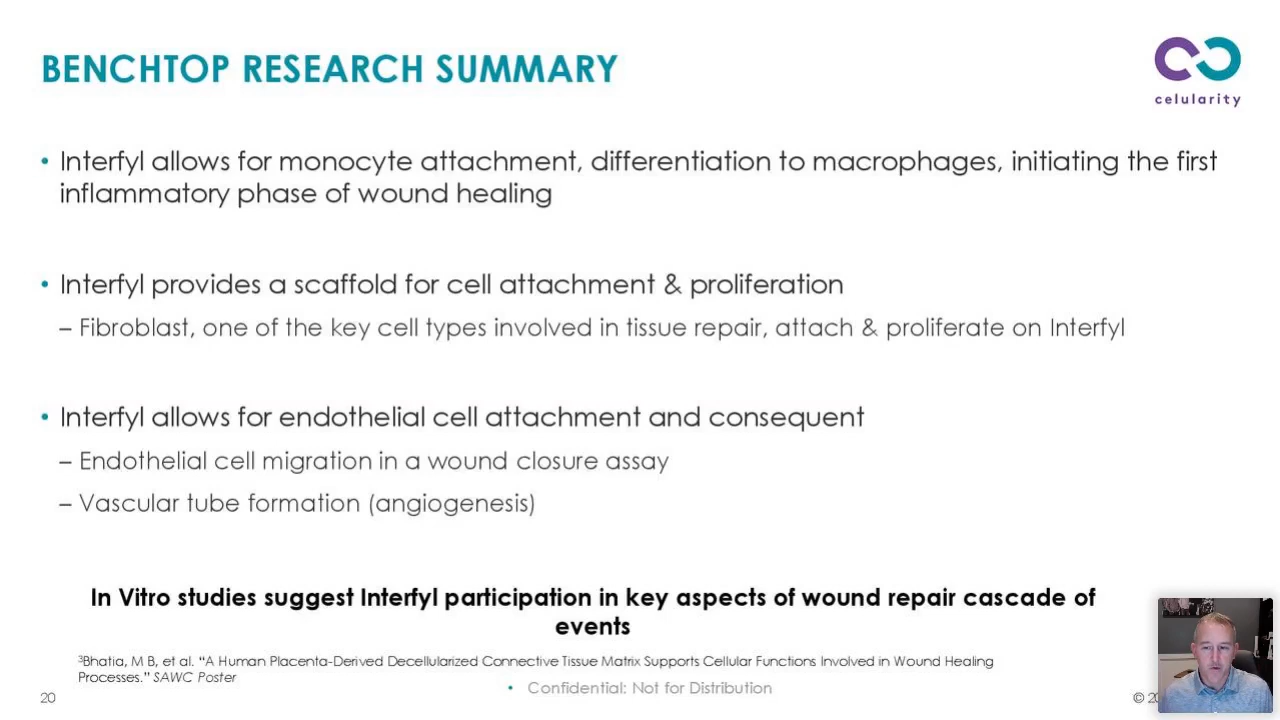 BENCHTOP RESEARCH SUMMARY
celularity
• Interfyl allows for monocyte attachment, differentiation to macrophages, initiating the first
inflammatory phase of wound healing
• Interfyl provides a scaffold for cell attachment & proliferation
– Fibroblast, one of the key cell types involved in tissue repair, attach & proliferate on Interfyl
• Interfyl allows for endothelial cell attachment and consequent
– Endothelial cell migration in a wound closure assay
– Vascular tube formation (angiogenesis)
In Vitro studies suggest Interfyl participation in key aspects of wound repair cascade of
events
³Bhatia, M B, et al. “A Human Placenta-Derived Decellularized Connective Tissue Matrix Supports Cellular Functions Involved in Wound Healing
Processes.” SAWC Poster
• Confidential: Not for Distribution
20
©